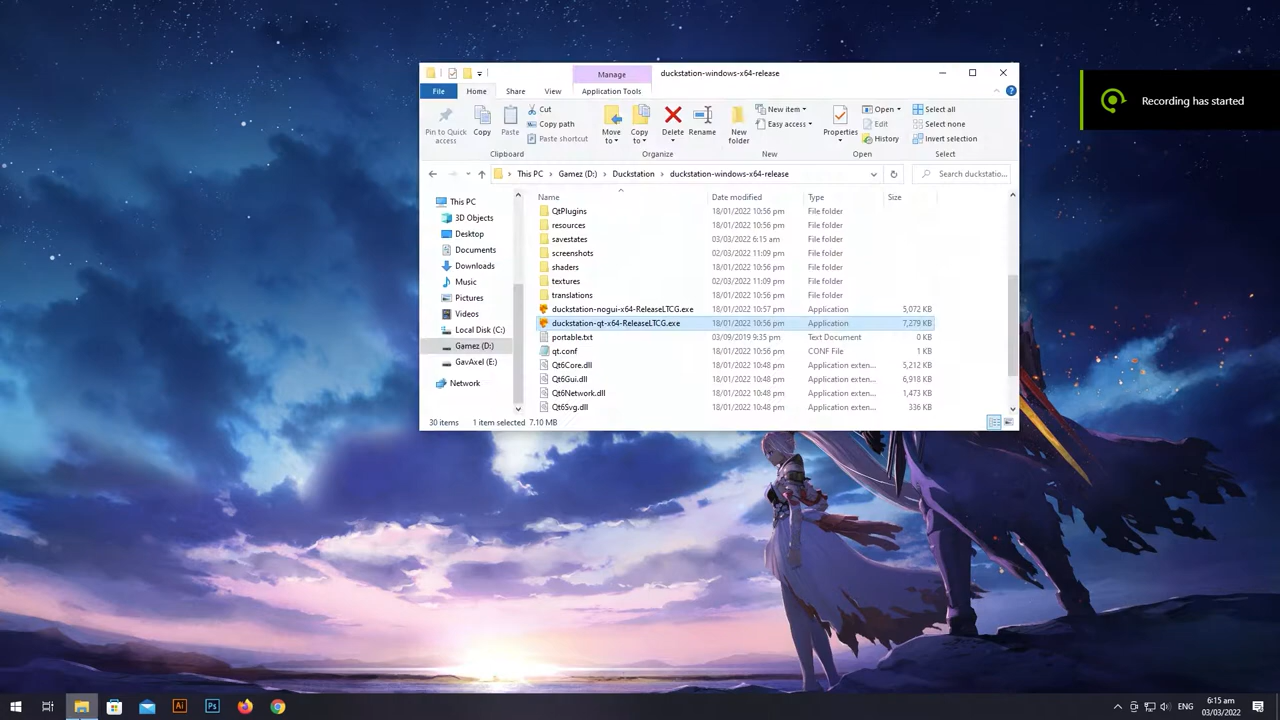 Manage
duckstation-windows-x64-release
File
Home
Share
View
Application Tools
Pin to Quick access
Copy
Paste
Cut
Copy path
Paste shortcut
Clipboard
Move to
Copy to
Delete
Rename
Organize
New folder
New item
Easy access
New
Properties
Open
Edit
History
Open
Select all
Select none
Invert selection
Select
Recording has started
This PC
Gamez (D:)
Duckstation
duckstation-windows-x64-release
Search duckstatio...
Name Date modified Type Size
This PC
3D Objects
Desktop
Documents
Downloads
Music
Pictures
Videos
Local Disk (C:)
Gamez (D:)
GavAxel (E:)
Network
QtPlugins 18/01/2022 10:56 pm File folder
resources 18/01/2022 10:56 pm File folder
savestates 03/03/2022 6:15 am File folder
screenshots 02/03/2022 11:09 pm File folder
shaders 18/01/2022 10:56 pm File folder
textures 02/03/2022 11:09 pm File folder
translations 18/01/2022 10:56 pm File folder
duckstation-nogui-x64-ReleaseLTCG.exe 18/01/2022 10:57 pm Application 5,072 KB
duckstation-qt-x64-ReleaseLTCG.exe 18/01/2022 10:56 pm Application 7,279 KB
portable.txt 03/09/2019 9:35 pm Text Document 0 KB
qt.conf 18/01/2022 10:56 pm CONF File 1 KB
Qt6Core.dll 18/01/2022 10:48 pm Application exten... 5,212 KB
Qt6Gui.dll 18/01/2022 10:48 pm Application exten... 6,918 KB
Qt6Network.dll 18/01/2022 10:48 pm Application exten... 1,473 KB
Qt6Svg.dll 18/01/2022 10:48 pm Application exten... 336 KB
30 items 1 item selected 7.10 MB
Ai
Ps
ENG
6:15 am
03/03/2022